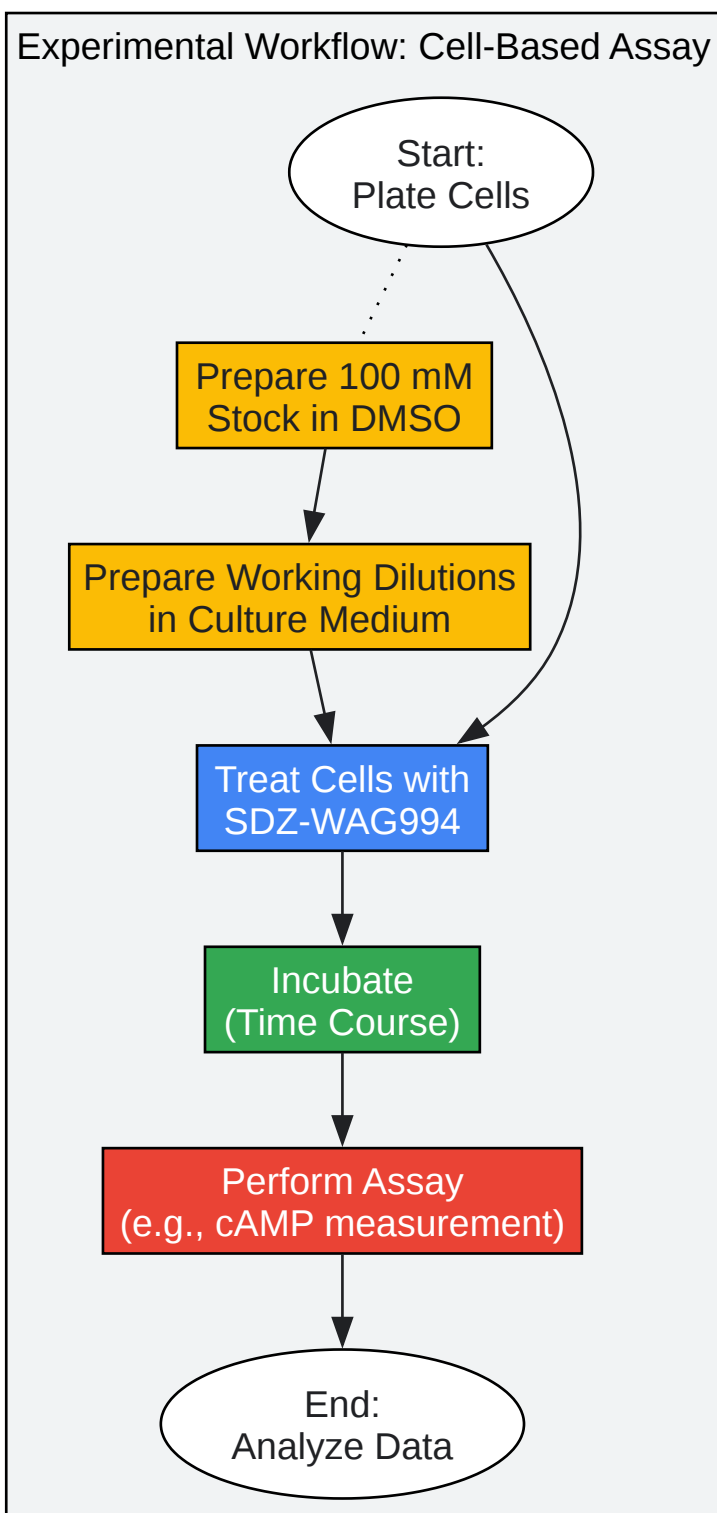 Experimental Workflow: Cell-Based Assay
Start:
Plate Cells
Prepare 100 mM
Stock in DMSO
Prepare Working Dilutions
in Culture Medium
Treat Cells with
SDZ-WAG994
Incubate
(Time Course)
Perform Assay
(e.g., cAMP measurement)
End:
Analyze Data